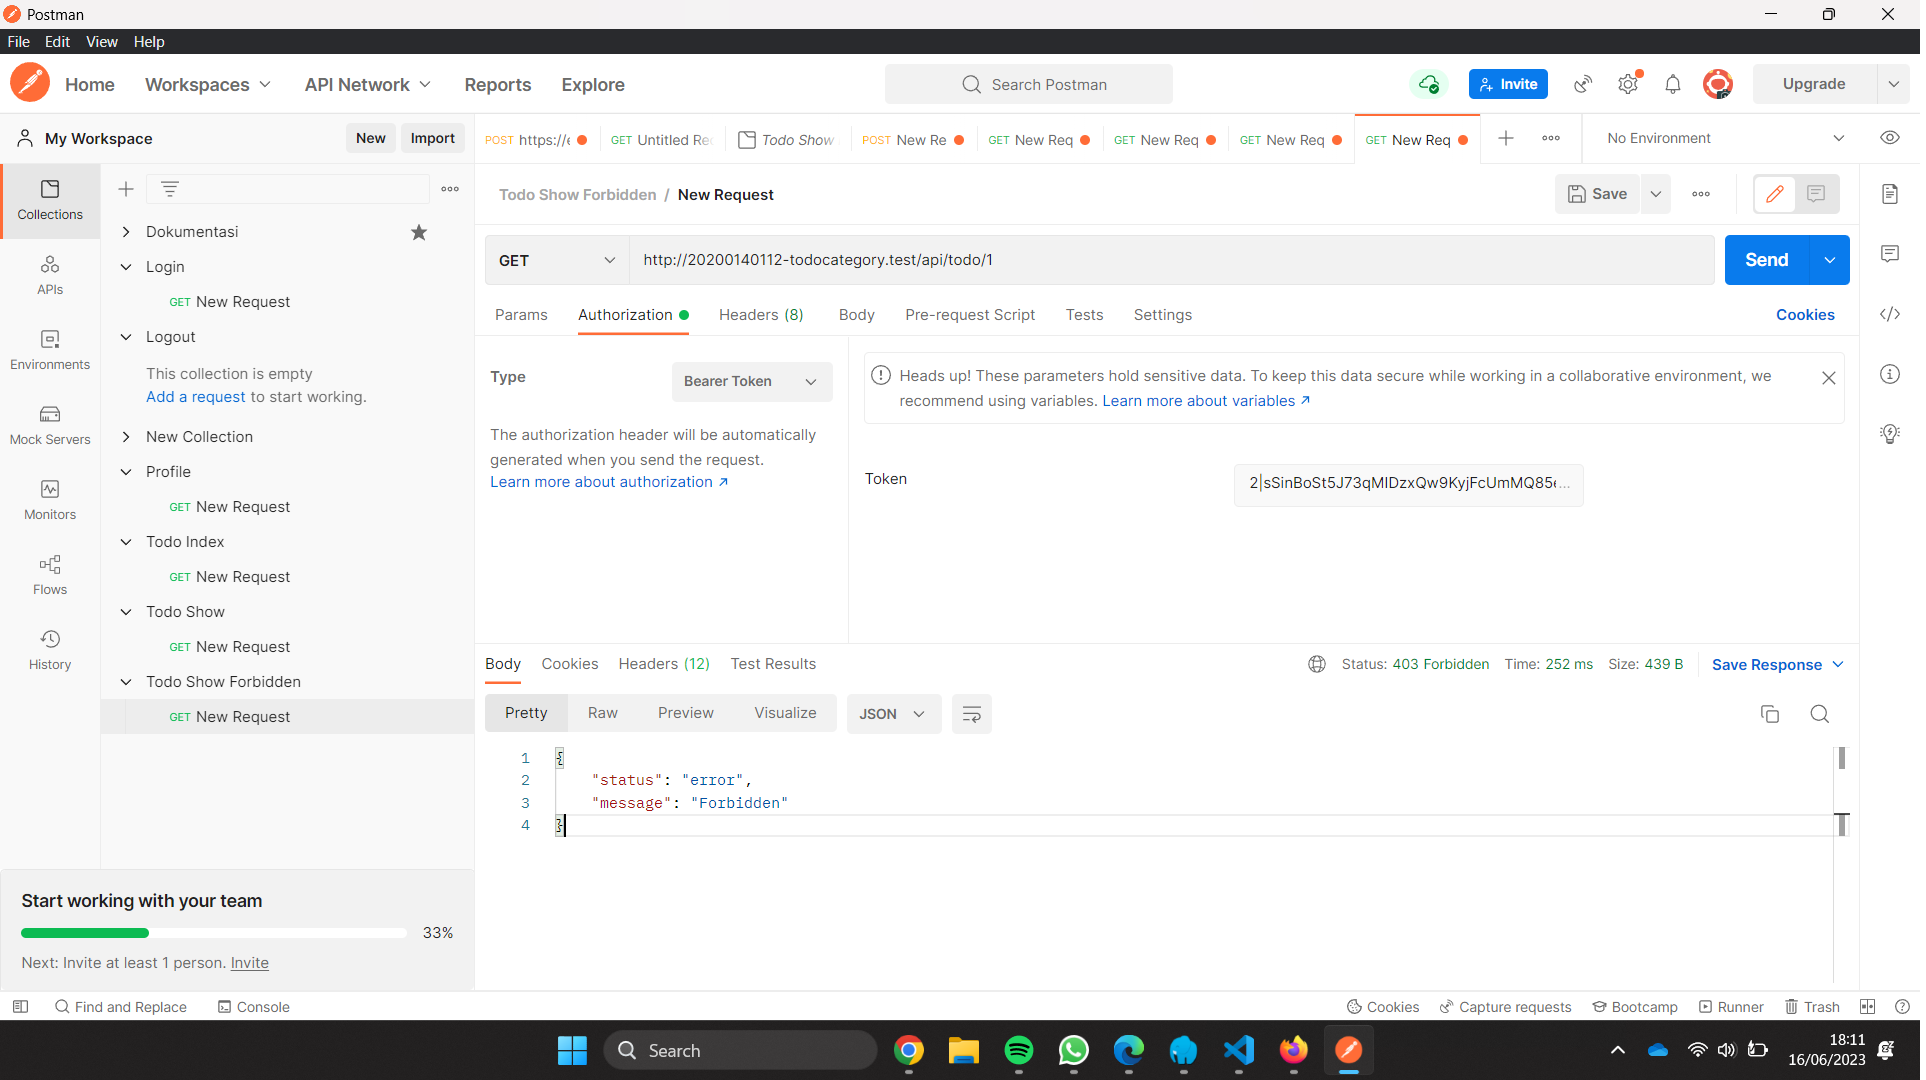 Postman
File Edit View Help
Home Workspaces API Network Reports Explore Search Postman Invite Upgrade
My Workspace New Import
POST https://e GET Untitled Re Todo Show POST New Re GET New Req GET New Req GET New Req GET New Req No Environment
Collections
APIs
Environments
Mock Servers
Monitors
Flows
History
Dokumentasi
Login
GET New Request
Logout
This collection is empty
Add a request to start working.
New Collection
Profile
GET New Request
Todo Index
GET New Request
Todo Show
GET New Request
Todo Show Forbidden
GET New Request
Start working with your team
33%
Next: Invite at least 1 person. Invite
Todo Show Forbidden / New Request Save
GET http://20200140112-todocategory.test/api/todo/1 Send
Params Authorization Headers (8) Body Pre-request Script Tests Settings Cookies
Type Bearer Token
The authorization header will be automatically
generated when you send the request.
Learn more about authorization ↗
Heads up! These parameters hold sensitive data. To keep this data secure while working in a collaborative environment, we
recommend using variables. Learn more about variables ↗
Token 2|sSinBoSt5J73qMIDzxQw9KyjFcUmMQ85e...
Body Cookies Headers (12) Test Results Status: 403 Forbidden Time: 252 ms Size: 439 B Save Response
Pretty Raw Preview Visualize JSON
1 {
2 "status": "error",
3 "message": "Forbidden"
4 }
Find and Replace Console Cookies Capture requests Bootcamp Runner Trash
Search
18:11
16/06/2023